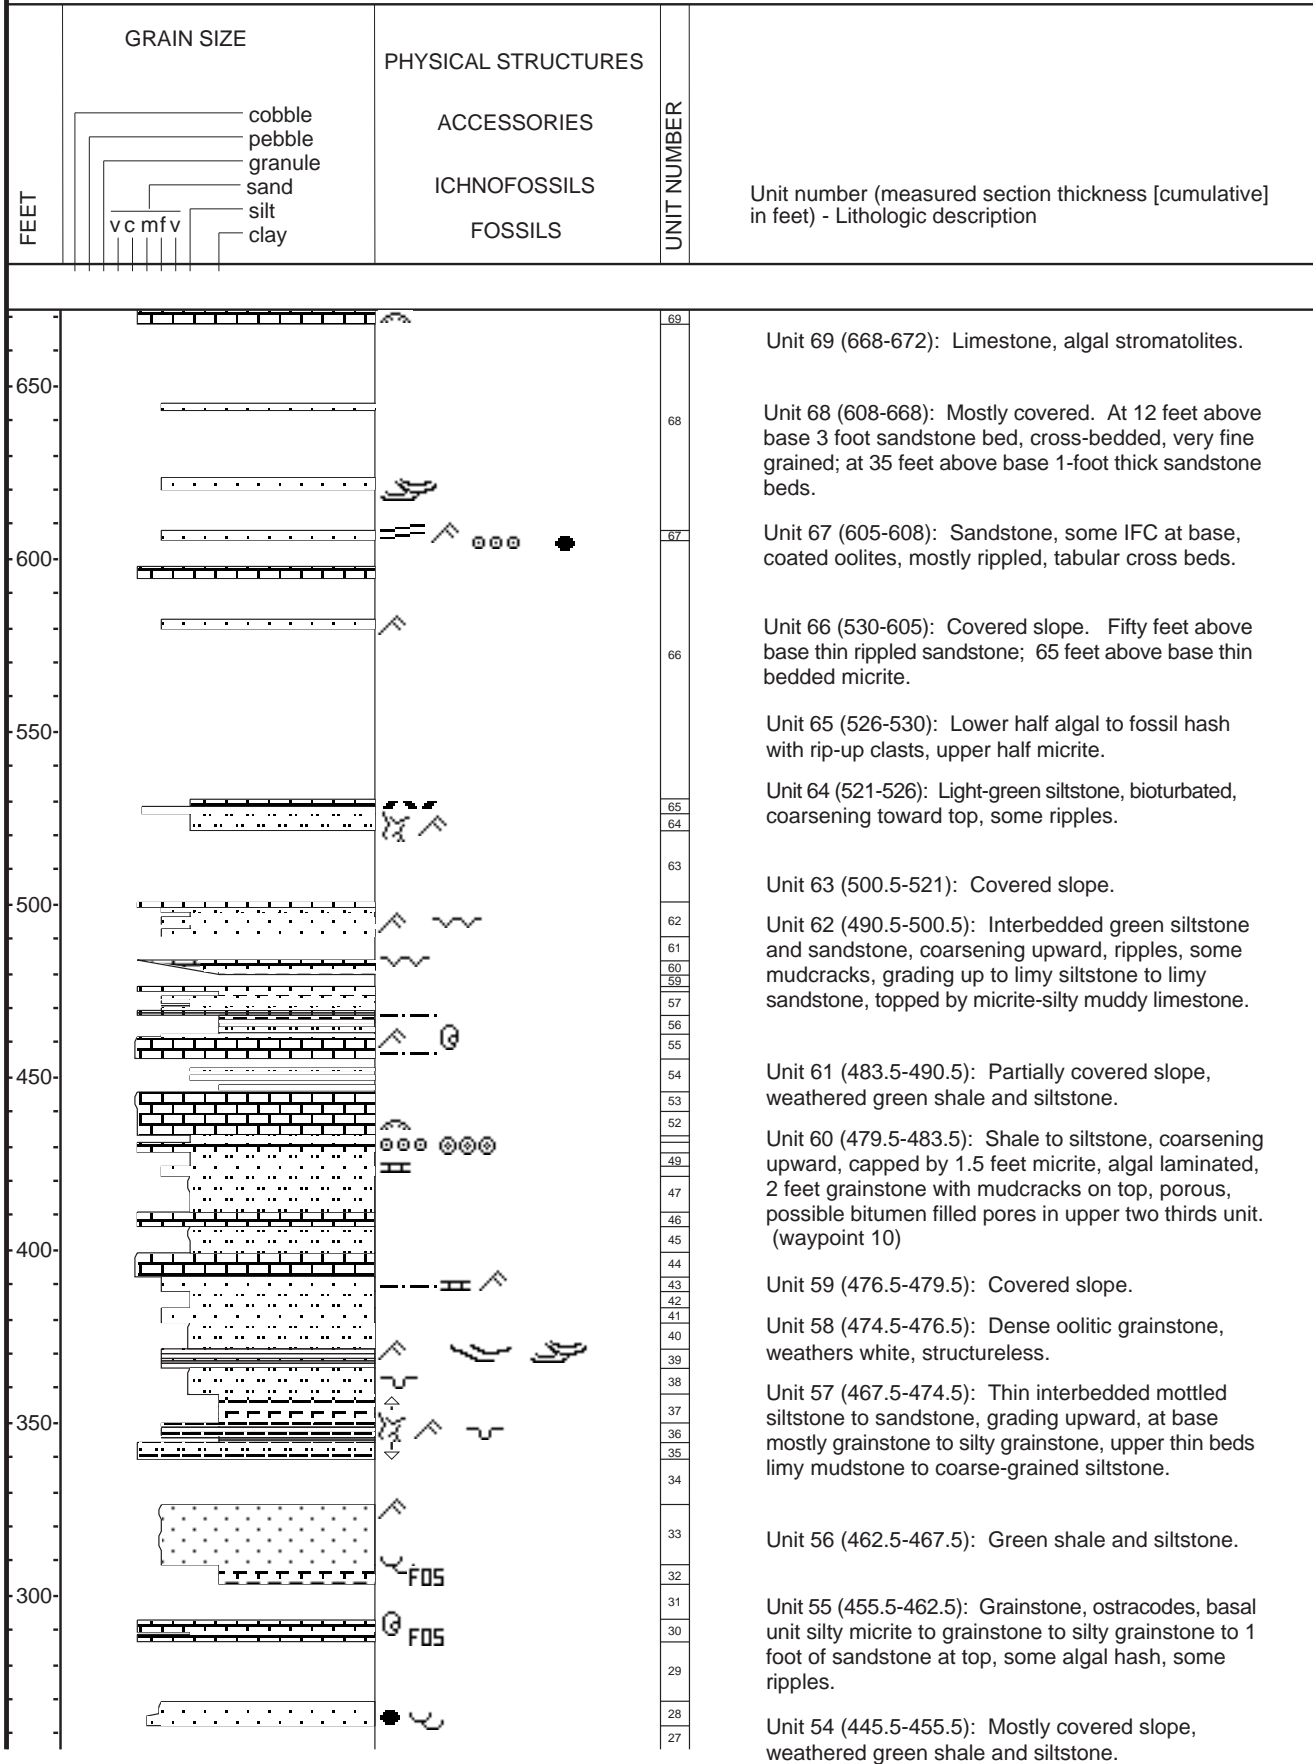 GRAIN SIZE
cobble
pebble
granule
sand
silt
clay
v c m f v
FEET
PHYSICAL STRUCTURES
ACCESSORIES
ICHNOFOSSILS
FOSSILS
UNIT NUMBER
Unit number (measured section thickness [cumulative]
in feet) - Lithologic description
650
600
550
500
450
400
350
300
FOS
FOS
69
68
67
66
65
64
63
62
61
60
59
57
56
55
54
53
52
49
47
46
45
44
43
42
41
40
39
38
37
36
35
34
33
32
31
30
29
28
27
Unit 69 (668-672): Limestone, algal stromatolites.
Unit 68 (608-668): Mostly covered. At 12 feet above
base 3 foot sandstone bed, cross-bedded, very fine
grained; at 35 feet above base 1-foot thick sandstone
beds.
Unit 67 (605-608): Sandstone, some IFC at base,
coated oolites, mostly rippled, tabular cross beds.
Unit 66 (530-605): Covered slope. Fifty feet above
base thin rippled sandstone; 65 feet above base thin
bedded micrite.
Unit 65 (526-530): Lower half algal to fossil hash
with rip-up clasts, upper half micrite.
Unit 64 (521-526): Light-green siltstone, bioturbated,
coarsening toward top, some ripples.
Unit 63 (500.5-521): Covered slope.
Unit 62 (490.5-500.5): Interbedded green siltstone
and sandstone, coarsening upward, ripples, some
mudcracks, grading up to limy siltstone to limy
sandstone, topped by micrite-silty muddy limestone.
Unit 61 (483.5-490.5): Partially covered slope,
weathered green shale and siltstone.
Unit 60 (479.5-483.5): Shale to siltstone, coarsening
upward, capped by 1.5 feet micrite, algal laminated,
2 feet grainstone with mudcracks on top, porous,
possible bitumen filled pores in upper two thirds unit.
(waypoint 10)
Unit 59 (476.5-479.5): Covered slope.
Unit 58 (474.5-476.5): Dense oolitic grainstone,
weathers white, structureless.
Unit 57 (467.5-474.5): Thin interbedded mottled
siltstone to sandstone, grading upward, at base
mostly grainstone to silty grainstone, upper thin beds
limy mudstone to coarse-grained siltstone.
Unit 56 (462.5-467.5): Green shale and siltstone.
Unit 55 (455.5-462.5): Grainstone, ostracodes, basal
unit silty micrite to grainstone to silty grainstone to 1
foot of sandstone at top, some algal hash, some
ripples.
Unit 54 (445.5-455.5): Mostly covered slope,
weathered green shale and siltstone.